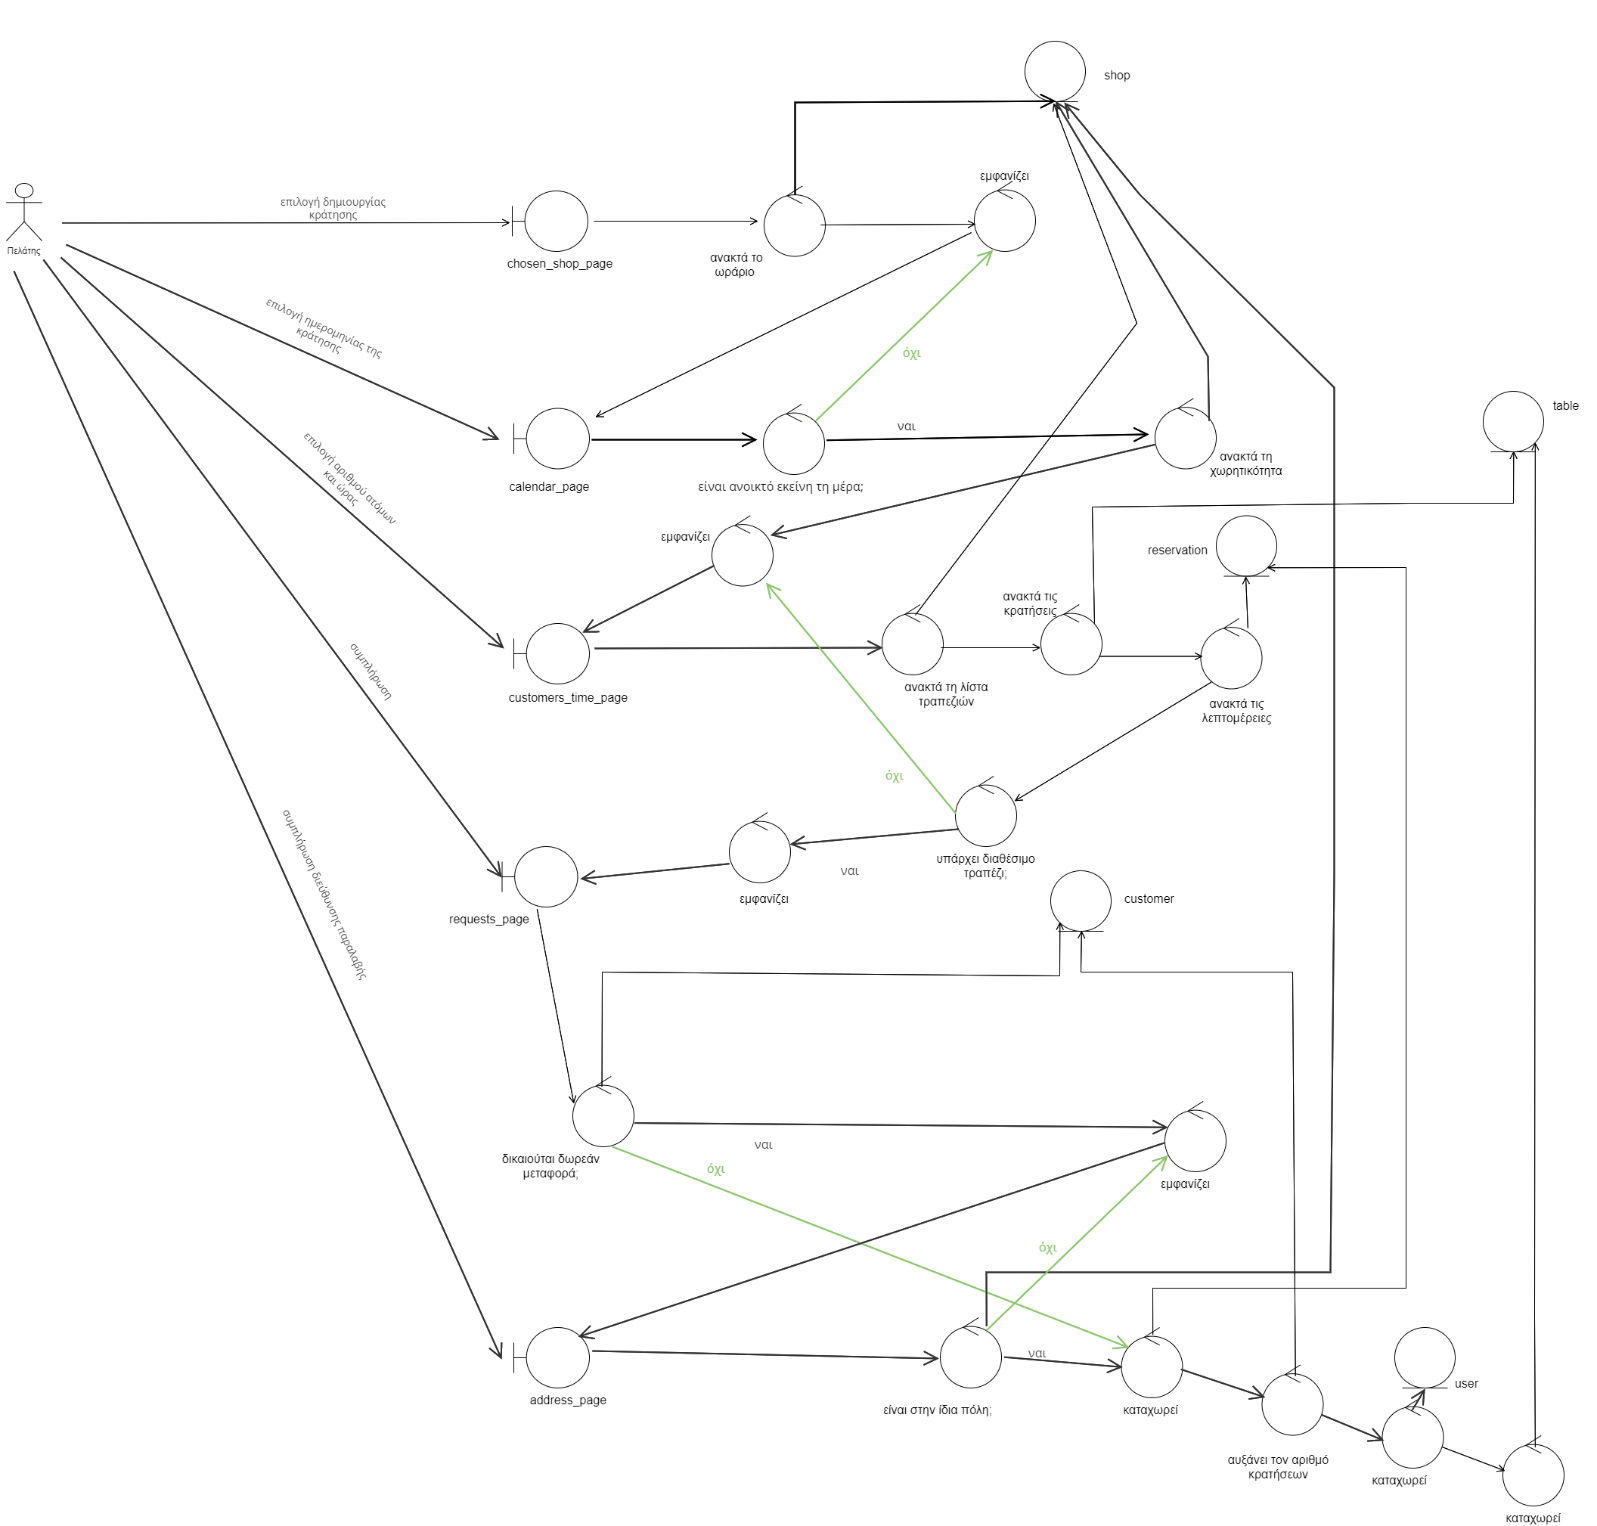 shop
εμφανίζει
επιλογή δημιουργίας
κράτησης
Πελάτης
chosen_shop_page
ανακτά το
ωράριο
επιλογή ημερομηνίας της
κράτησης
όχι
table
ναι
επιλογή αριθμού ατόμων
και ώρας
calendar_page
είναι ανοικτό εκείνη τη μέρα;
ανακτά τη
χωρητικότητα
εμφανίζει
reservation
ανακτά τις
κρατήσεις
συμπλήρωση
customers_time_page
ανακτά τη λίστα
τραπεζιών
ανακτά τις
λεπτομέρειες
όχι
συμπλήρωση διεύθυνσης παραλαβής
υπάρχει διαθέσιμο
τραπέζι;
ναι
εμφανίζει
customer
requests_page
ναι
δικαιούται δωρεάν
μεταφορά;
όχι
εμφανίζει
όχι
ναι
user
address_page
είναι στην ίδια πόλη;
καταχωρεί
αυξάνει τον αριθμό
κρατήσεων
καταχωρεί
καταχωρεί